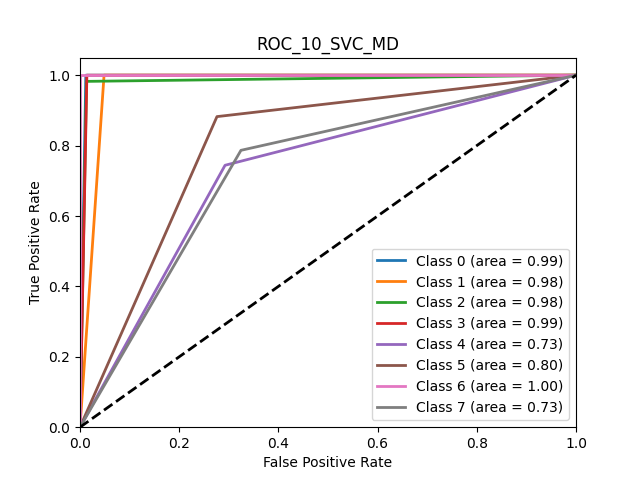 ROC_10_SVC_MD
True Positive Rate
1.0
0.8
0.6
0.4
0.2
0.0
Class 0 (area = 0.99)
Class 1 (area = 0.98)
Class 2 (area = 0.98)
Class 3 (area = 0.99)
Class 4 (area = 0.73)
Class 5 (area = 0.80)
Class 6 (area = 1.00)
Class 7 (area = 0.73)
0.0 0.2 0.4 0.6 0.8 1.0
False Positive Rate